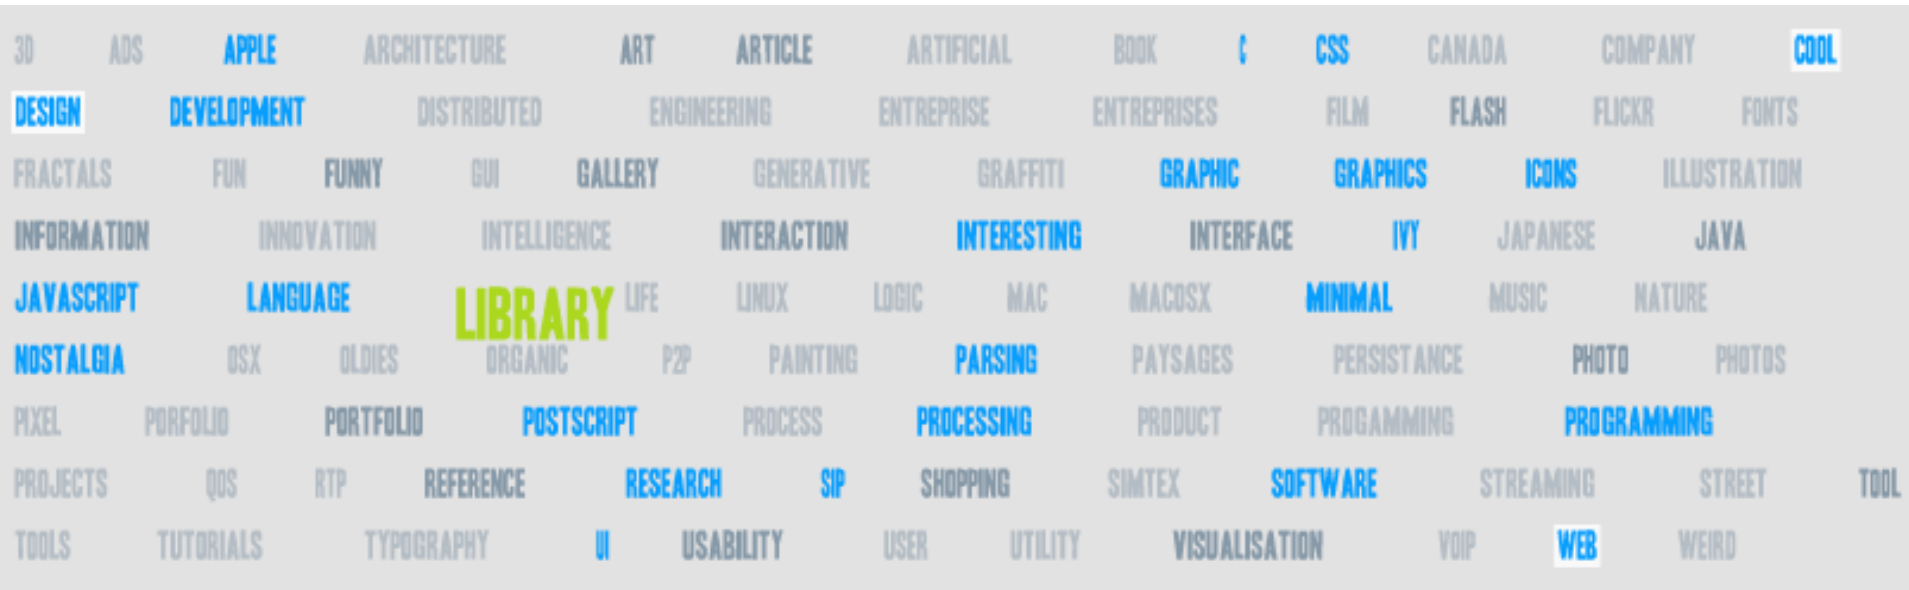 3D ADS APPLE ARCHITECTURE ART ARTICLE ARTIFICIAL BOOK C CSS CANADA COMPANY COOL
DESIGN DEVELOPMENT DISTRIBUTED ENGINEERING ENTREPRISE ENTREPRISES FILM FLASH FLICKR FONTS
FRACTALS FUN FUNNY GUI GALLERY GENERATIVE GRAFFITI GRAPHIC GRAPHICS ICONS ILLUSTRATION
INFORMATION INNOVATION INTELLIGENCE INTERACTION INTERESTING INTERFACE IVY JAPANESE JAVA
JAVASCRIPT LANGUAGE LIBRARY LIFE LINUX LOGIC MAC MACOSX MINIMAL MUSIC NATURE
NOSTALGIA OSX OLDIES ORGANIC P2P PAINTING PARSING PAYSAGES PERSISTANCE PHOTO PHOTOS
PIXEL PORFOLIO PORTFOLIO POSTSCRIPT PROCESS PROCESSING PRODUCT PROGAMMING PROGRAMMING
PROJECTS QOS RTP REFERENCE RESEARCH SIP SHOPPING SIMTEX SOFTWARE STREAMING STREET TOOL
TOOLS TUTORIALS TYPOGRAPHY UI USABILITY USER UTILITY VISUALISATION VOIP WEB WEIRD